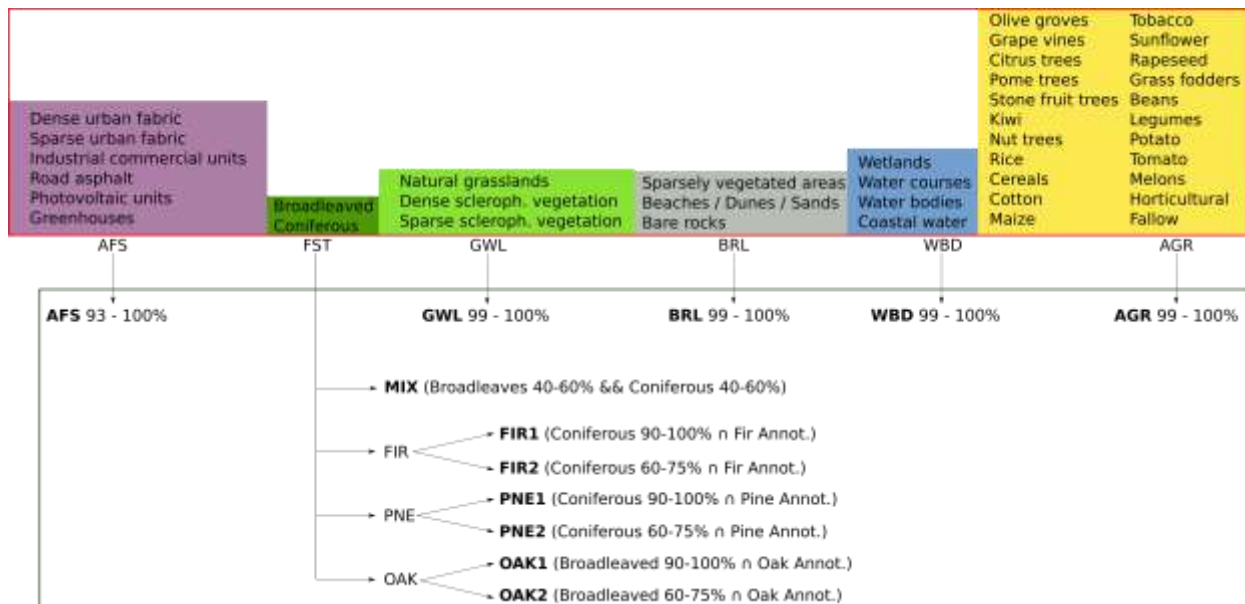 Dense urban fabric
Sparse urban fabric
Industrial commercial units
Road asphalt
Photovoltaic units
Greenhouses
Broadleaved
Coniferous
Natural grasslands
Dense scleroph. vegetation
Sparse scleroph. vegetation
Sparsely vegetated areas
Beaches / Dunes / Sands
Bare rocks
Wetlands
Water courses
Water bodies
Coastal water
Olive groves
Grape vines
Citrus trees
Pome trees
Stone fruit trees
Kiwi
Nut trees
Rice
Cereals
Cotton
Maize
Tobacco
Sunflower
Rapeseed
Grass fodders
Beans
Legumes
Potato
Tomato
Melons
Horticultural
Fallow
AFS FST GWL BRL WBD AGR
AFS 93 - 100% GWL 99 - 100% BRL 99 - 100% WBD 99 - 100% AGR 99 - 100%
MIX (Broadleaves 40-60% && Coniferous 40-60%)
FIR
FIR1 (Coniferous 90-100% ∩ Fir Annot.)
FIR2 (Coniferous 60-75% ∩ Fir Annot.)
PNE
PNE1 (Coniferous 90-100% ∩ Pine Annot.)
PNE2 (Coniferous 60-75% ∩ Pine Annot.)
OAK
OAK1 (Broadleaved 90-100% ∩ Oak Annot.)
OAK2 (Broadleaved 60-75% ∩ Oak Annot.)